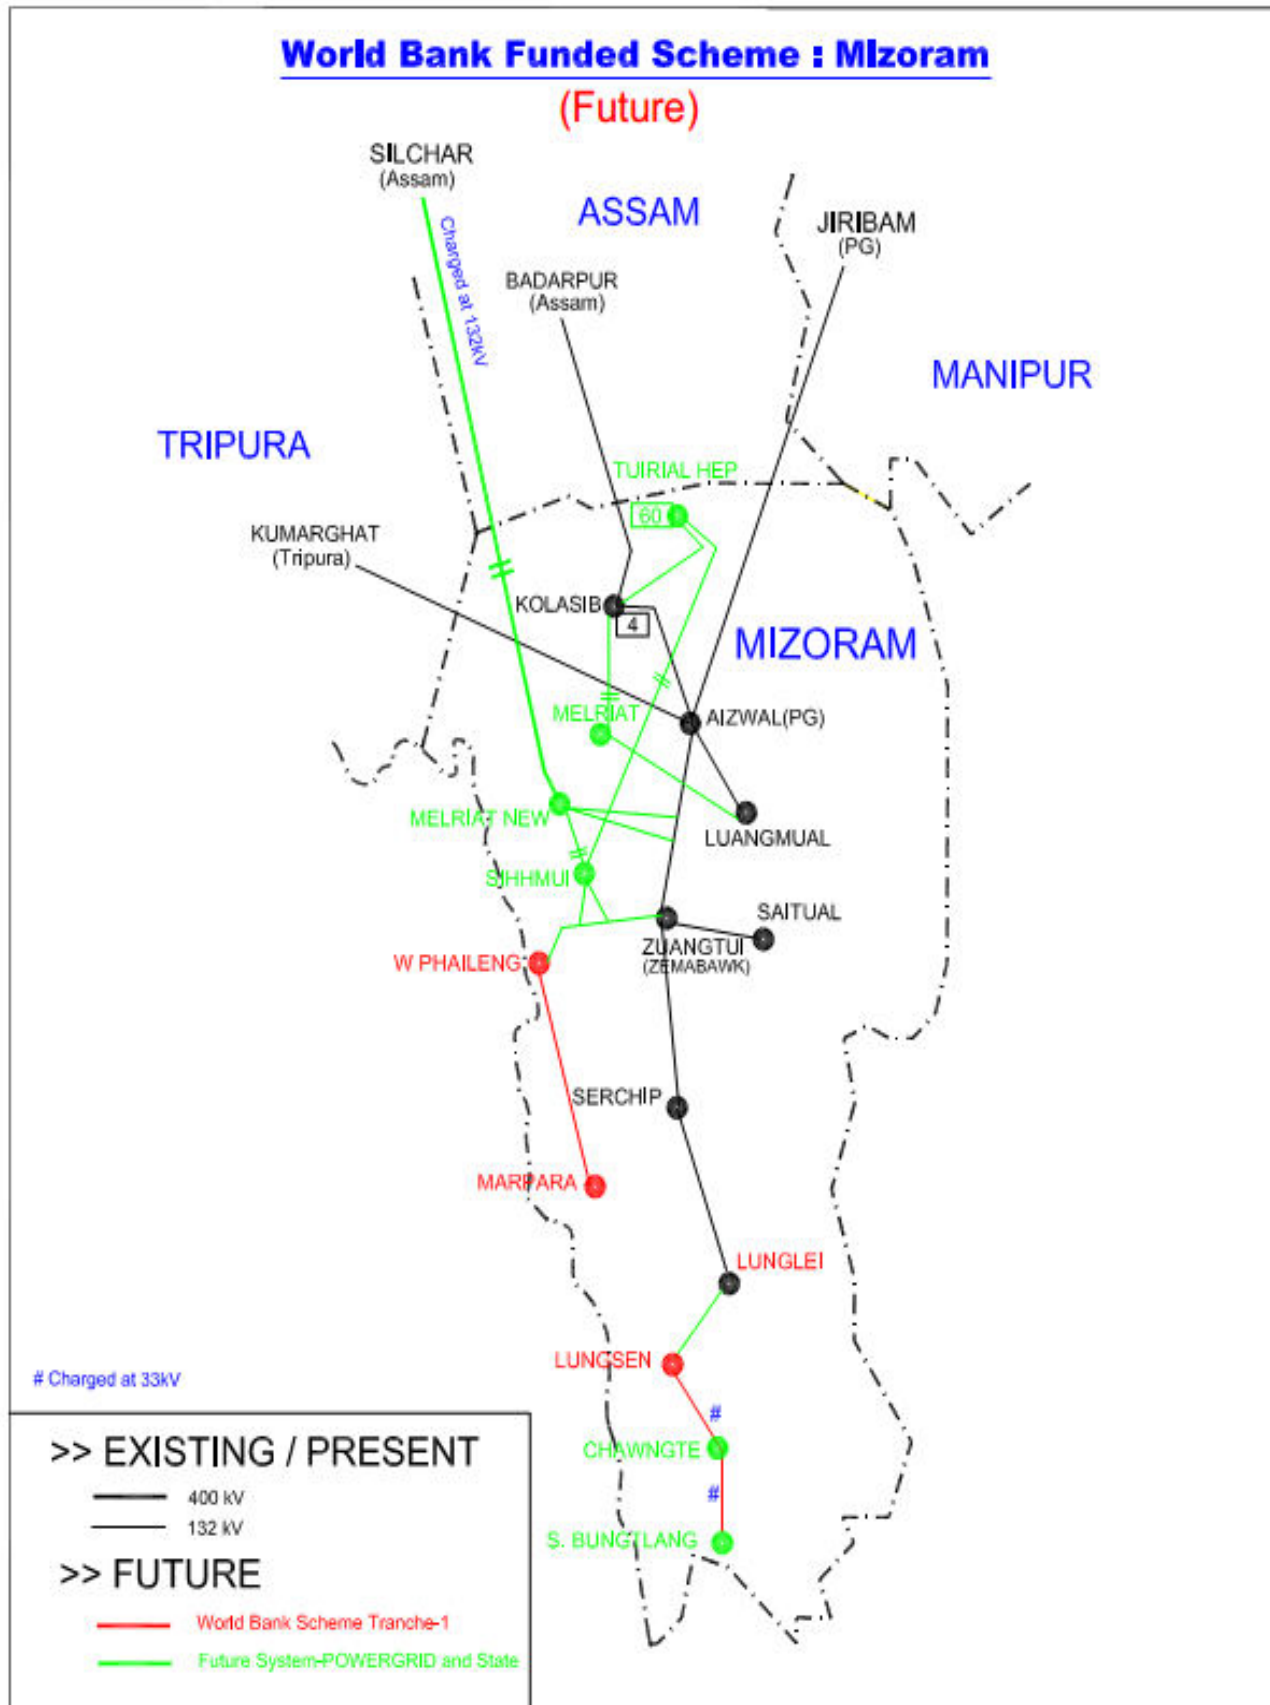 World Bank Funded Scheme : MIzoram
(Future)
SILCHAR
(Assam)
ASSAM
JIRIBAM
(PG)
Charged at 132kV
BADARPUR
(Assam)
MANIPUR
TRIPURA
TUIRIAL HEP
60
KUMARGHAT
(Tripura)
KOLASIB
4
MIZORAM
MELRIAT
AIZWAL(PG)
MELRIAT NEW
LUANGMUAL
SIHHMUI
SAITUAL
ZUANGTUI
(ZEMABAWK)
W PHAILENG
SERCHIP
MARPARA
LUNGLEI
LUNGSEN
# Charged at 33kV
#
CHAWNGTE
#
S. BUNGTLANG
>> EXISTING / PRESENT
400 kV
132 kV
>> FUTURE
World Bank Scheme Tranche-1
Future System-POWERGRID and State